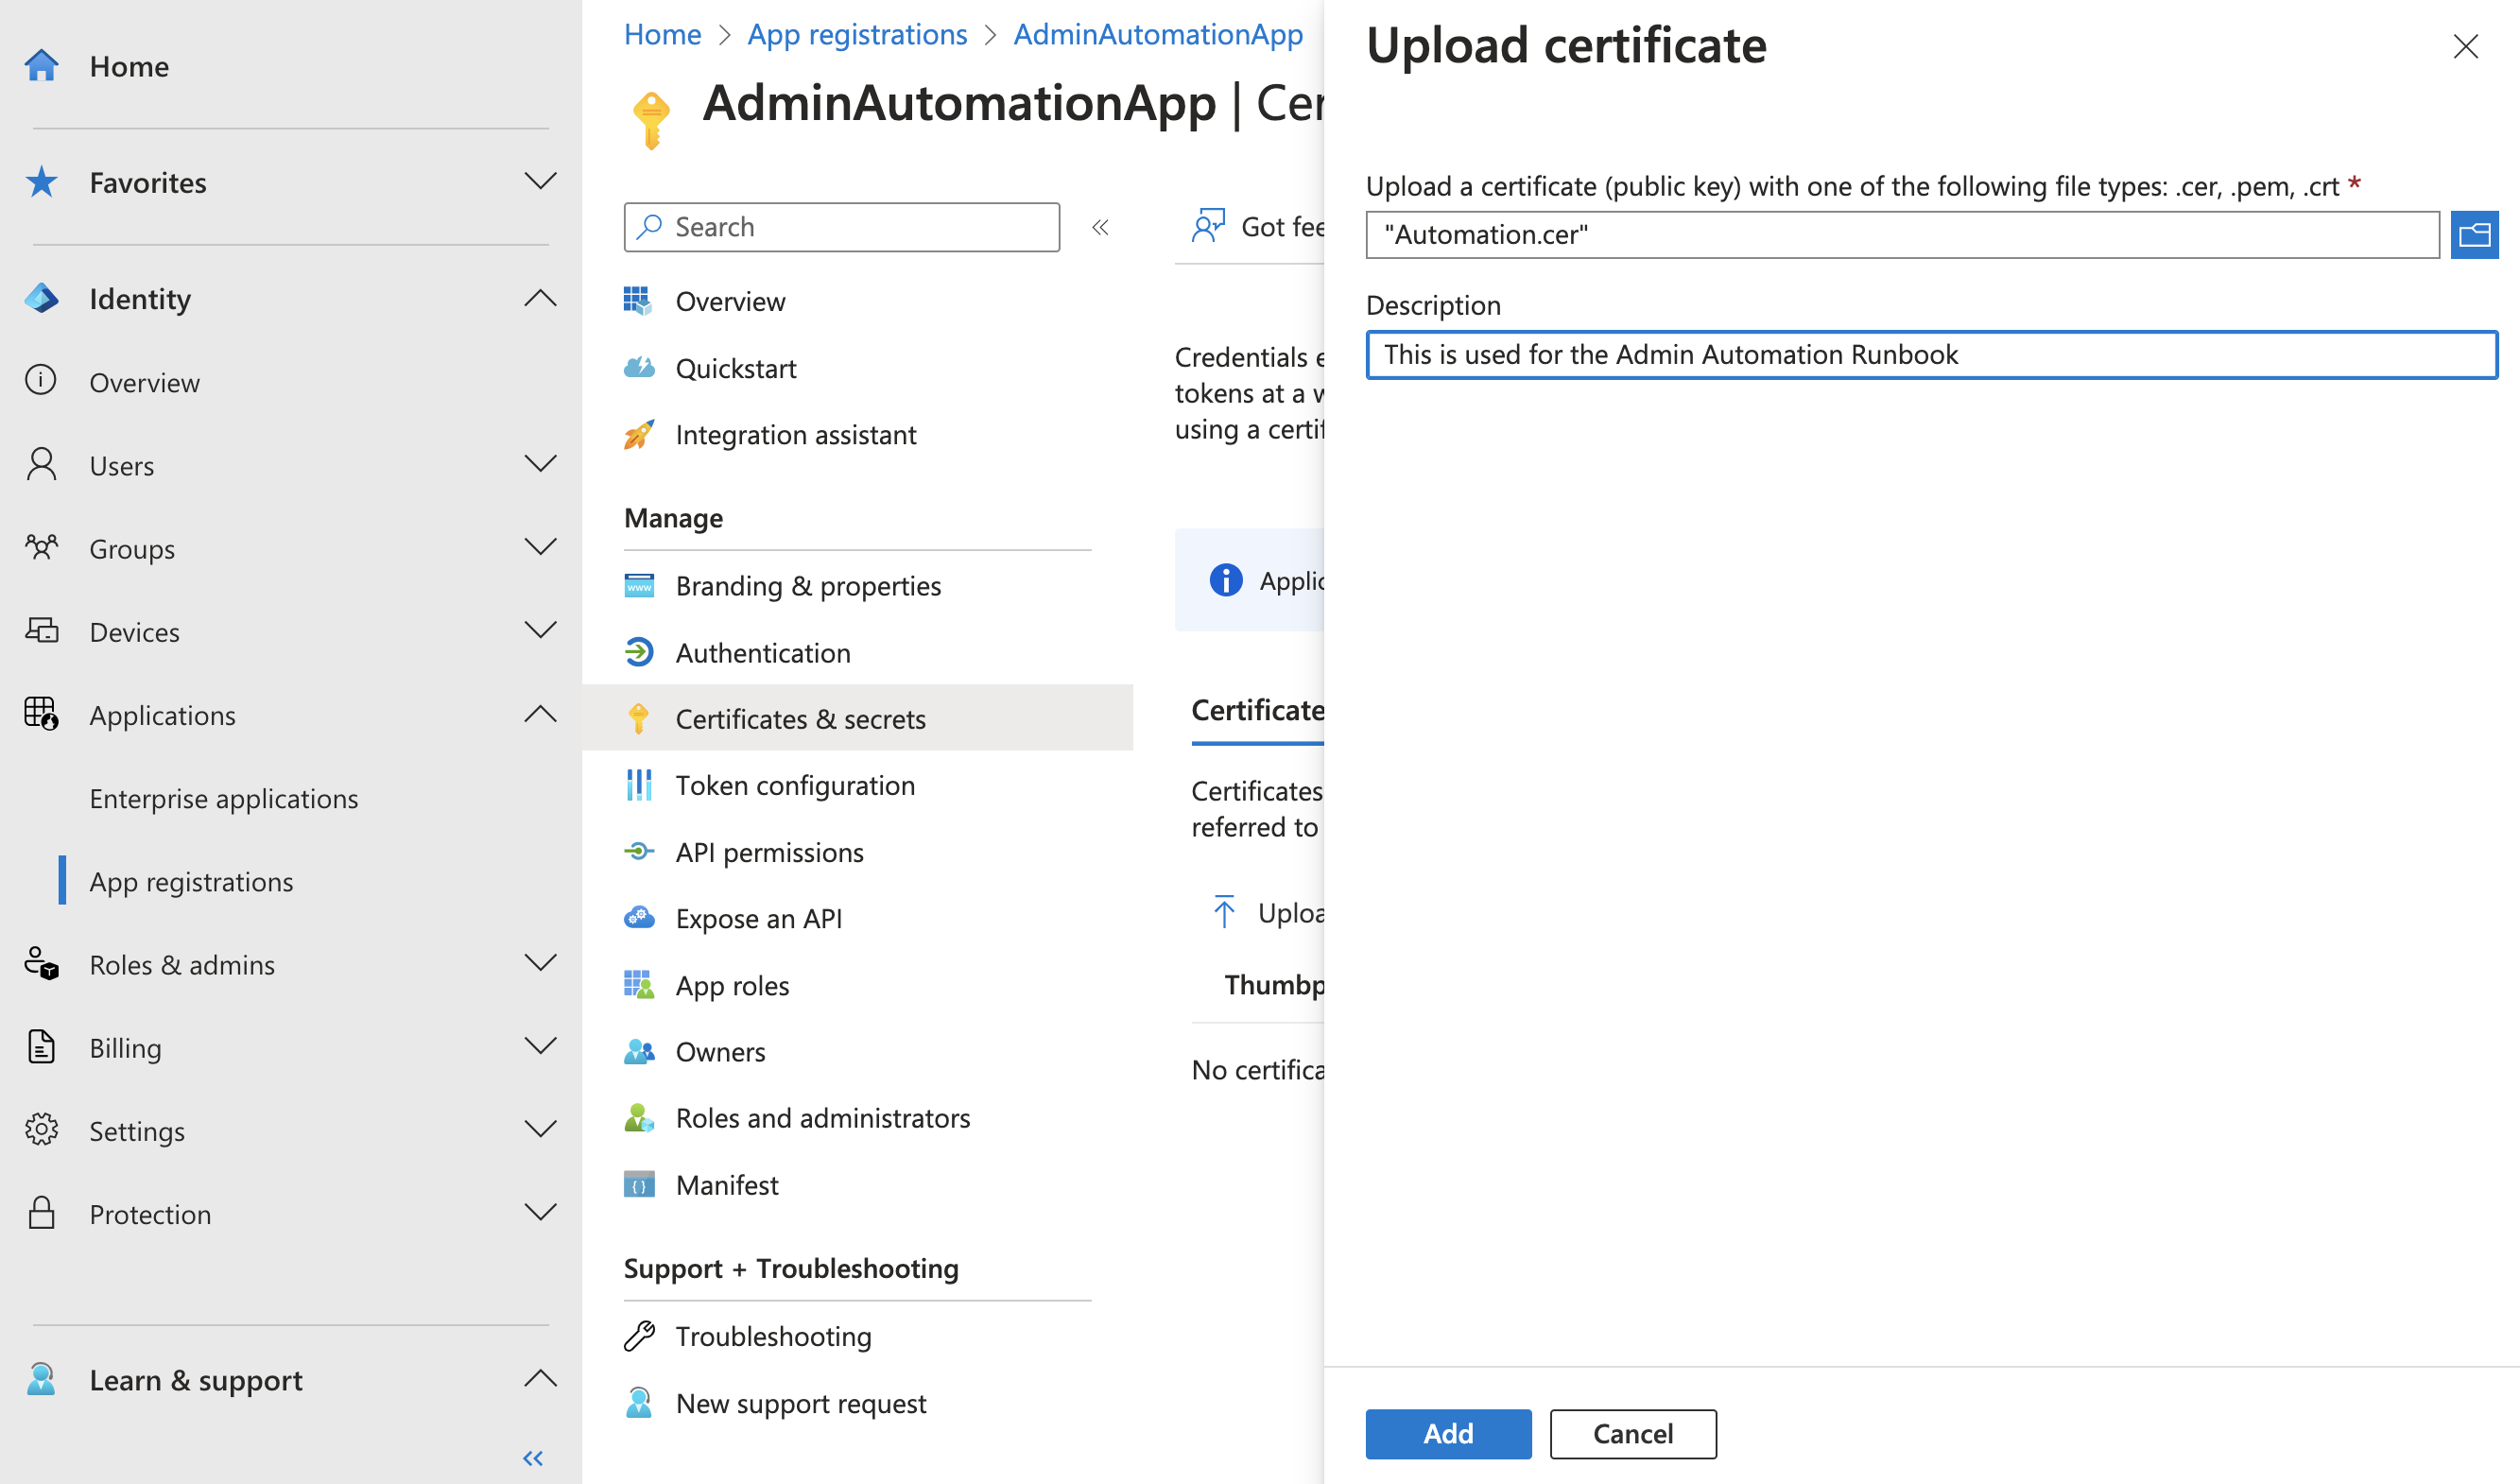 Home
Favorites
Identity
Overview
Users
Groups
Devices
Applications
Enterprise applications
App registrations
Roles & admins
Billing
Settings
Protection
Learn & support
Home > App registrations > AdminAutomationApp
AdminAutomationApp | Cer
Search
Overview
Quickstart
Integration assistant
Manage
Branding & properties
Authentication
Certificates & secrets
Token configuration
API permissions
Expose an API
App roles
Owners
Roles and administrators
Manifest
Support + Troubleshooting
Troubleshooting
New support request
Got fee
Credentials e
tokens at a w
using a certif
Applic
Certificate
Certificates
referred to
Uploa
Thumbp
No certifica
Upload certificate
Upload a certificate (public key) with one of the following file types: .cer, .pem, .crt *
"Automation.cer"
Description
This is used for the Admin Automation Runbook
Add
Cancel